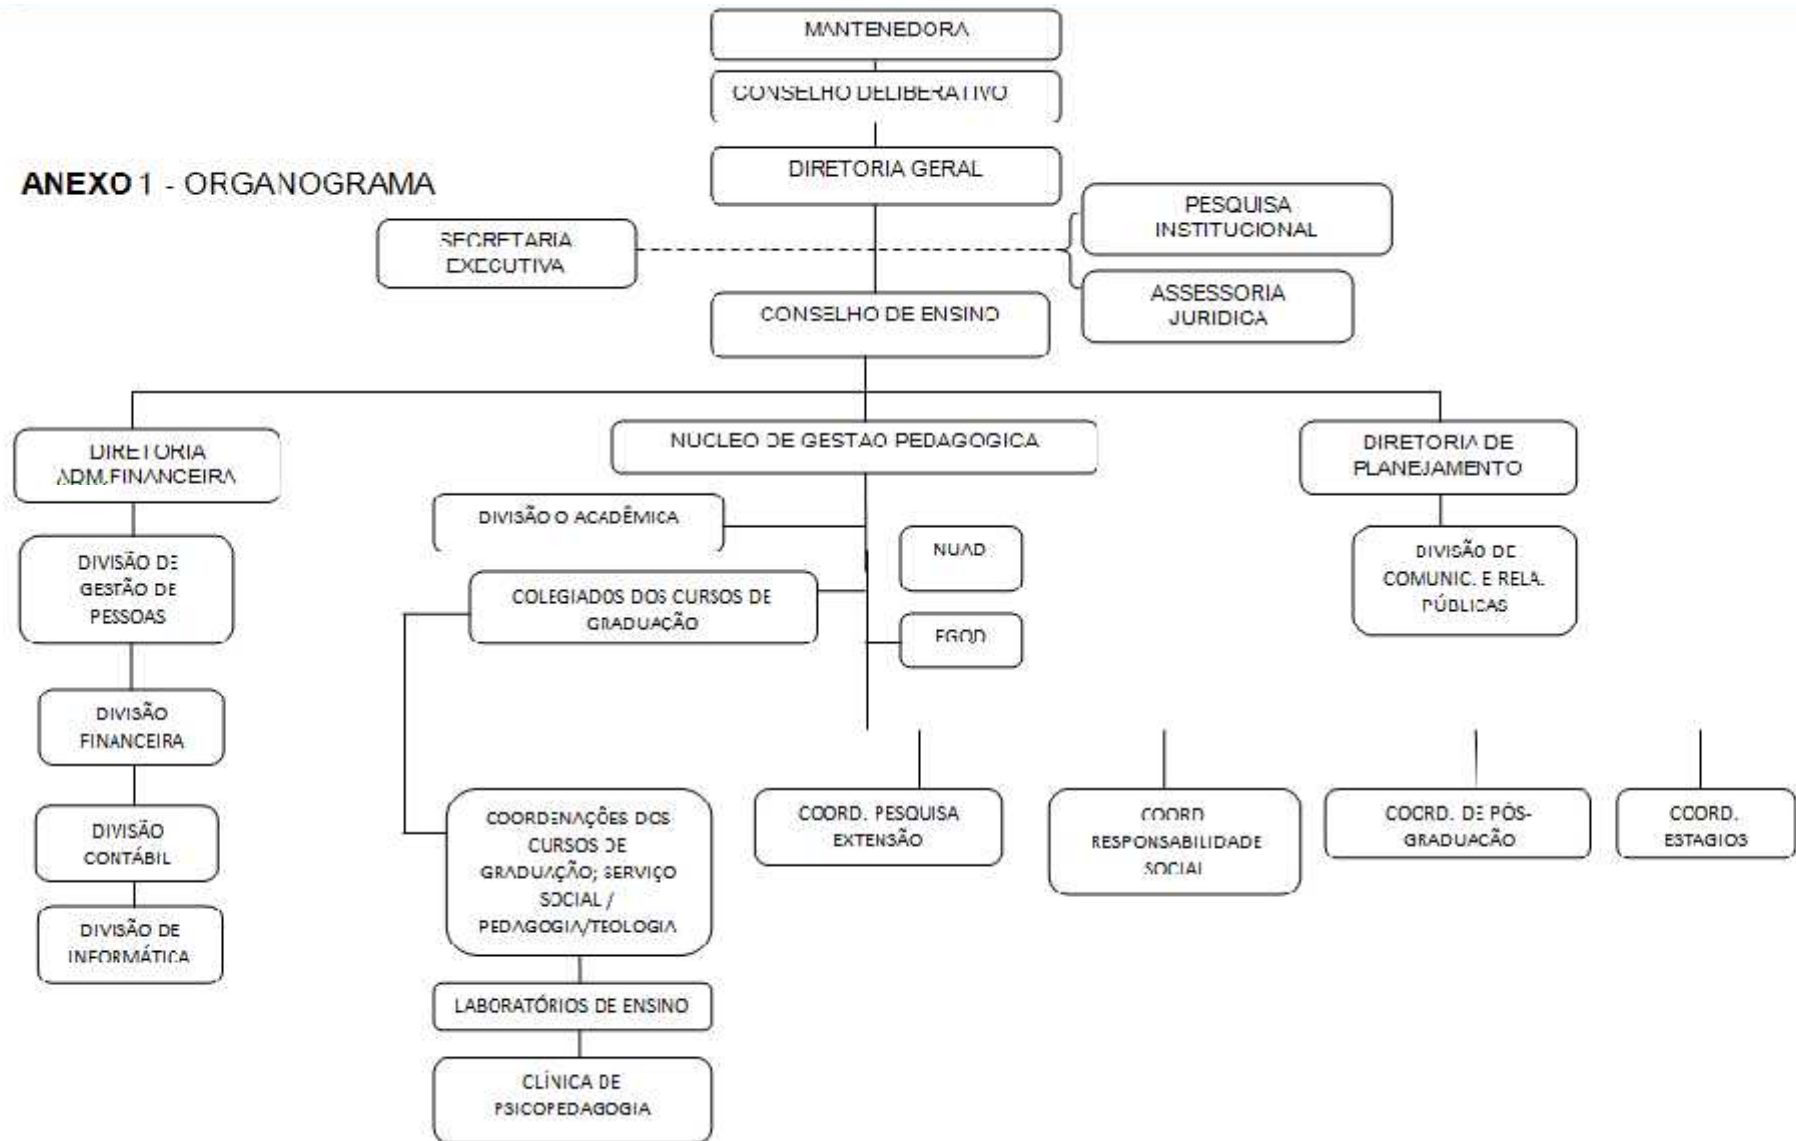 MANTENEDORA
CONSELHO DELIBERATIVO
DIRETORIA GERAL
ANEXO 1 - ORGANOGRAMA
PESQUISA
INSTITUCIONAL
SECRETARIA
EXECUTIVA
ASSESSORIA
JURIDICA
CONSELHO DE ENSINO
DIRETORIA
ADM.FINANCEIRA
NUCLEO DE GESTAO PEDAGOGICA
DIRETORIA DE
PLANEJAMENTO
DIVISÃO O ACADÊMICA
NUAD
DIVISÃO DE
COMUNIC. E RELA.
PÚBLICAS
DIVISÃO DE
GESTÃO DE
PESSOAS
COLEGIADOS DOS CURSOS DE
GRADUAÇÃO
DIVISÃO
FINANCEIRA
COORDENAÇÕES DOS
CURSOS DE
GRADUAÇÃO; SERVIÇO
SOCIAL /
PEDAGOGIA/TEOLOGIA
COORD. PESQUISA
EXTENSÃO
COORD
RESPONSABILIDADE
SOCIAL
COORD. DE PÓS-
GRADUAÇÃO
COORD.
ESTAGIOS
DIVISÃO
CONTÁBIL
DIVISÃO DE
INFORMÁTICA
LABORATÓRIOS DE ENSINO
CLÍNICA DE
PSICOPEDAGOGIA